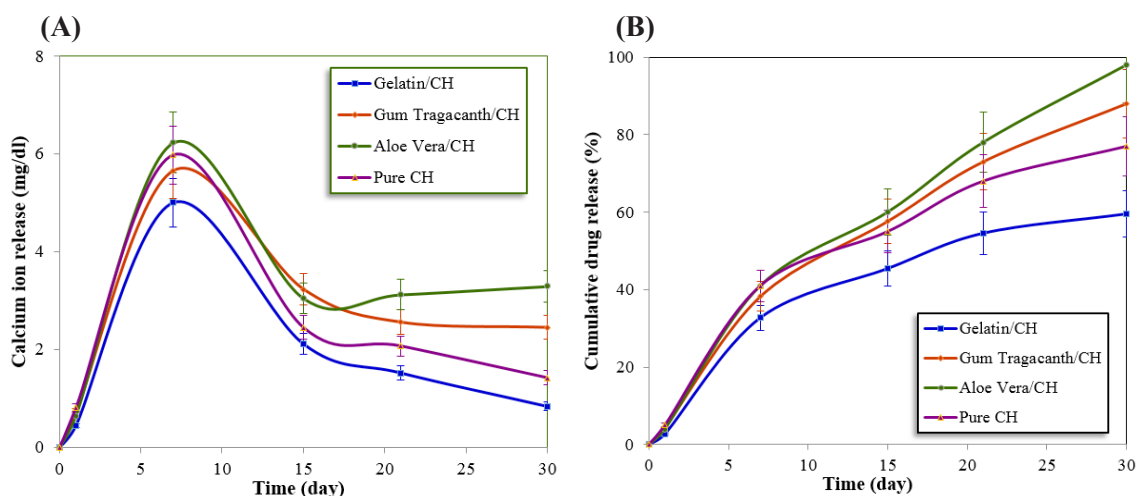 (A)
Calcium ion release (mg/dl)
8
6
4
2
0
Gelatin/CH
Gum Tragacanth/CH
Aloe Vera/CH
Pure CH
0 5 10 15 20 25 30
Time (day)
(B)
Cumulative drug release (%)
100
80
60
40
20
0
Gelatin/CH
Gum Tragacanth/CH
Aloe Vera/CH
Pure CH
0 5 10 15 20 25 30
Time (day)